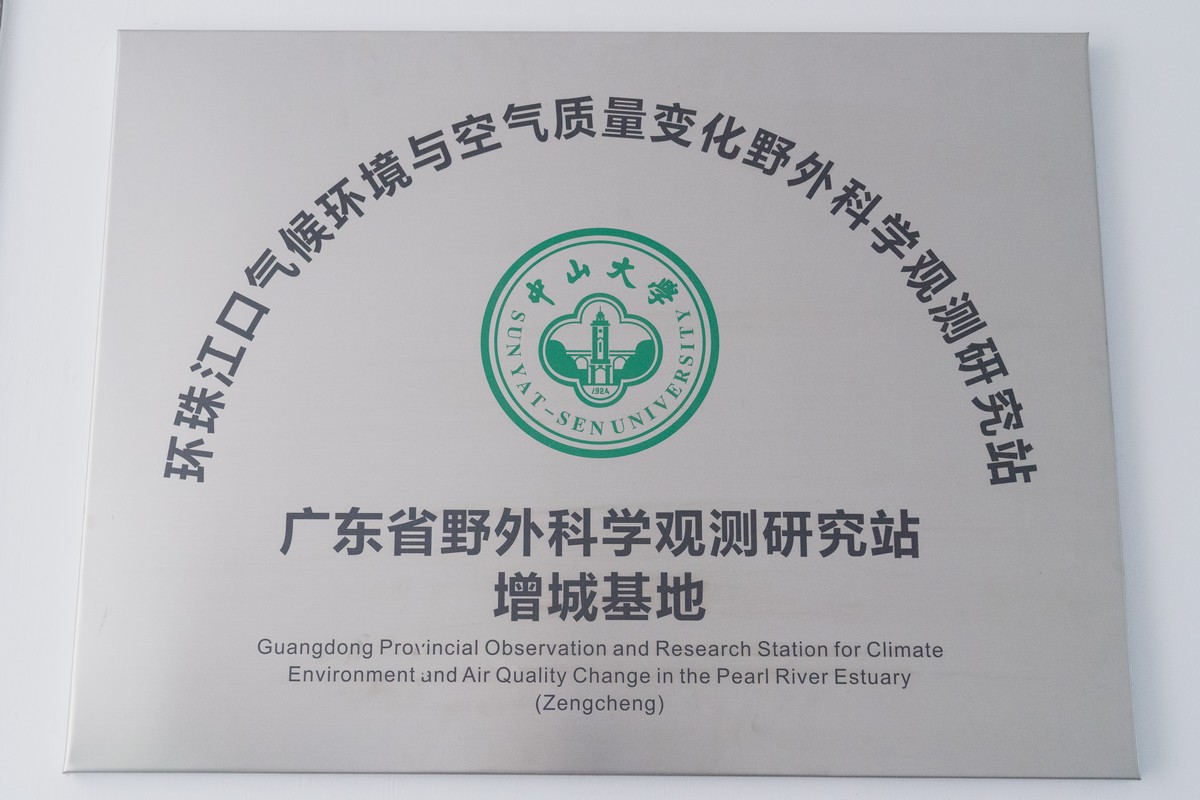 环珠江口气候环境与空气质量变化野外科学观测研究站
中山大学
SUN YAT-SEN UNIVERSITY
1924
广东省野外科学观测研究站
增城基地
Guangdong Provincial Observation and Research Station for Climate
Environment and Air Quality Change in the Pearl River Estuary
(Zengcheng)